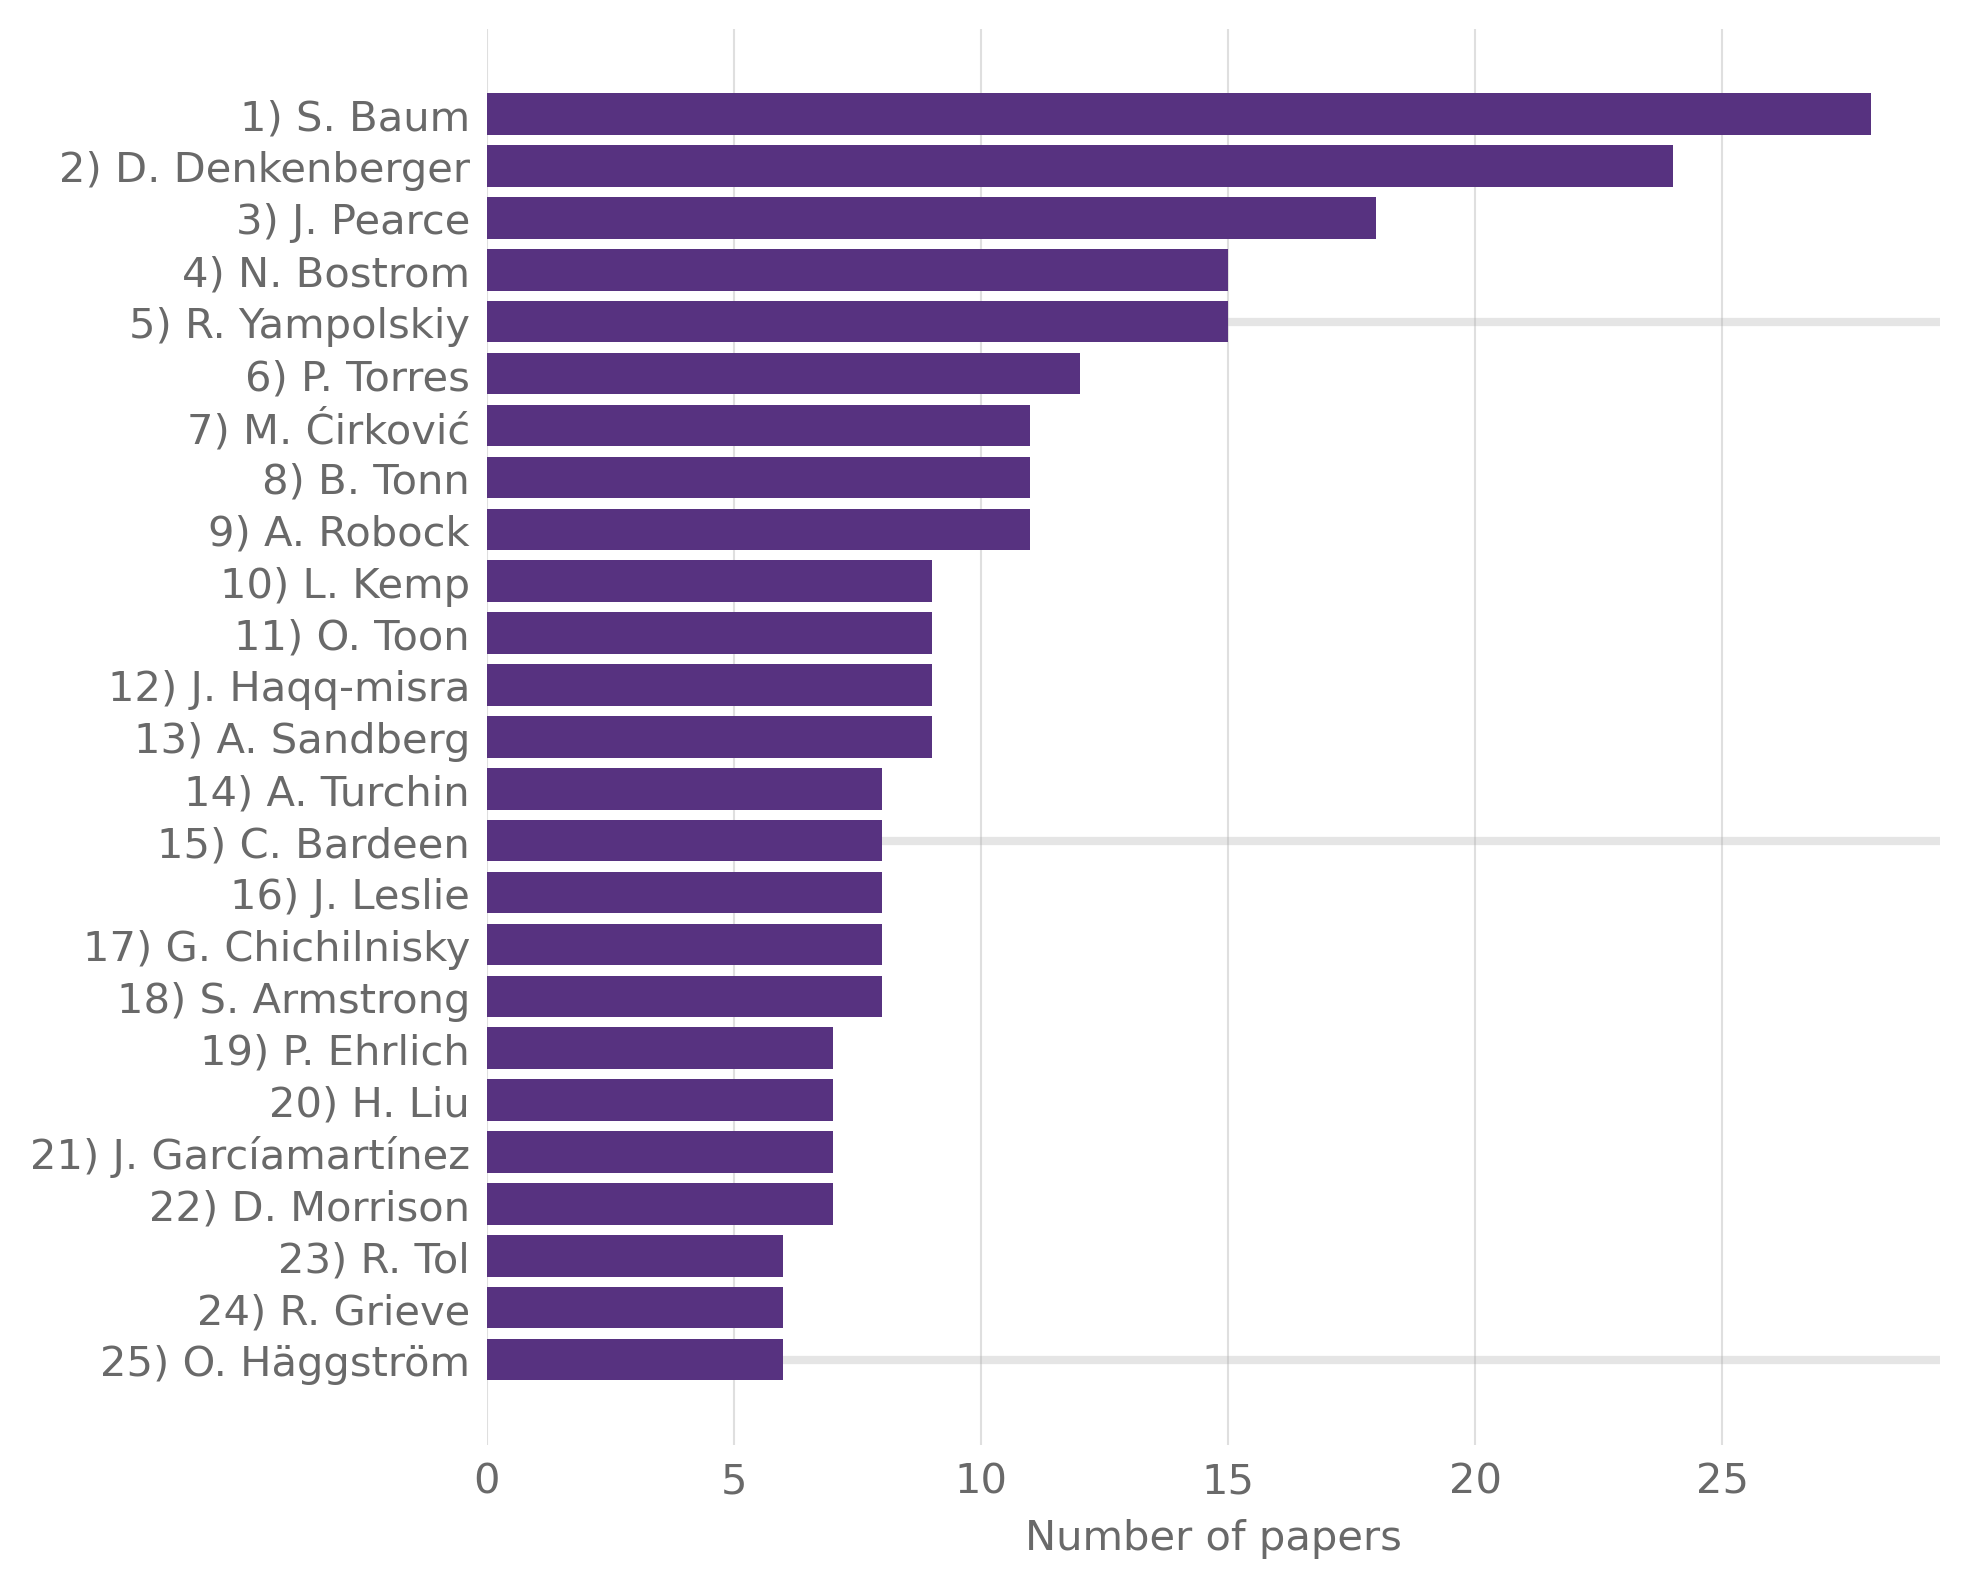 1) S. Baum
2) D. Denkenberger
3) J. Pearce
4) N. Bostrom
5) R. Yampolskiy
6) P. Torres
7) M. Ćirković
8) B. Tonn
9) A. Robock
10) L. Kemp
11) O. Toon
12) J. Haqq-misra
13) A. Sandberg
14) A. Turchin
15) C. Bardeen
16) J. Leslie
17) G. Chichilnisky
18) S. Armstrong
19) P. Ehrlich
20) H. Liu
21) J. Garcíamartínez
22) D. Morrison
23) R. Tol
24) R. Grieve
25) O. Häggström
0 5 10 15 20 25
Number of papers